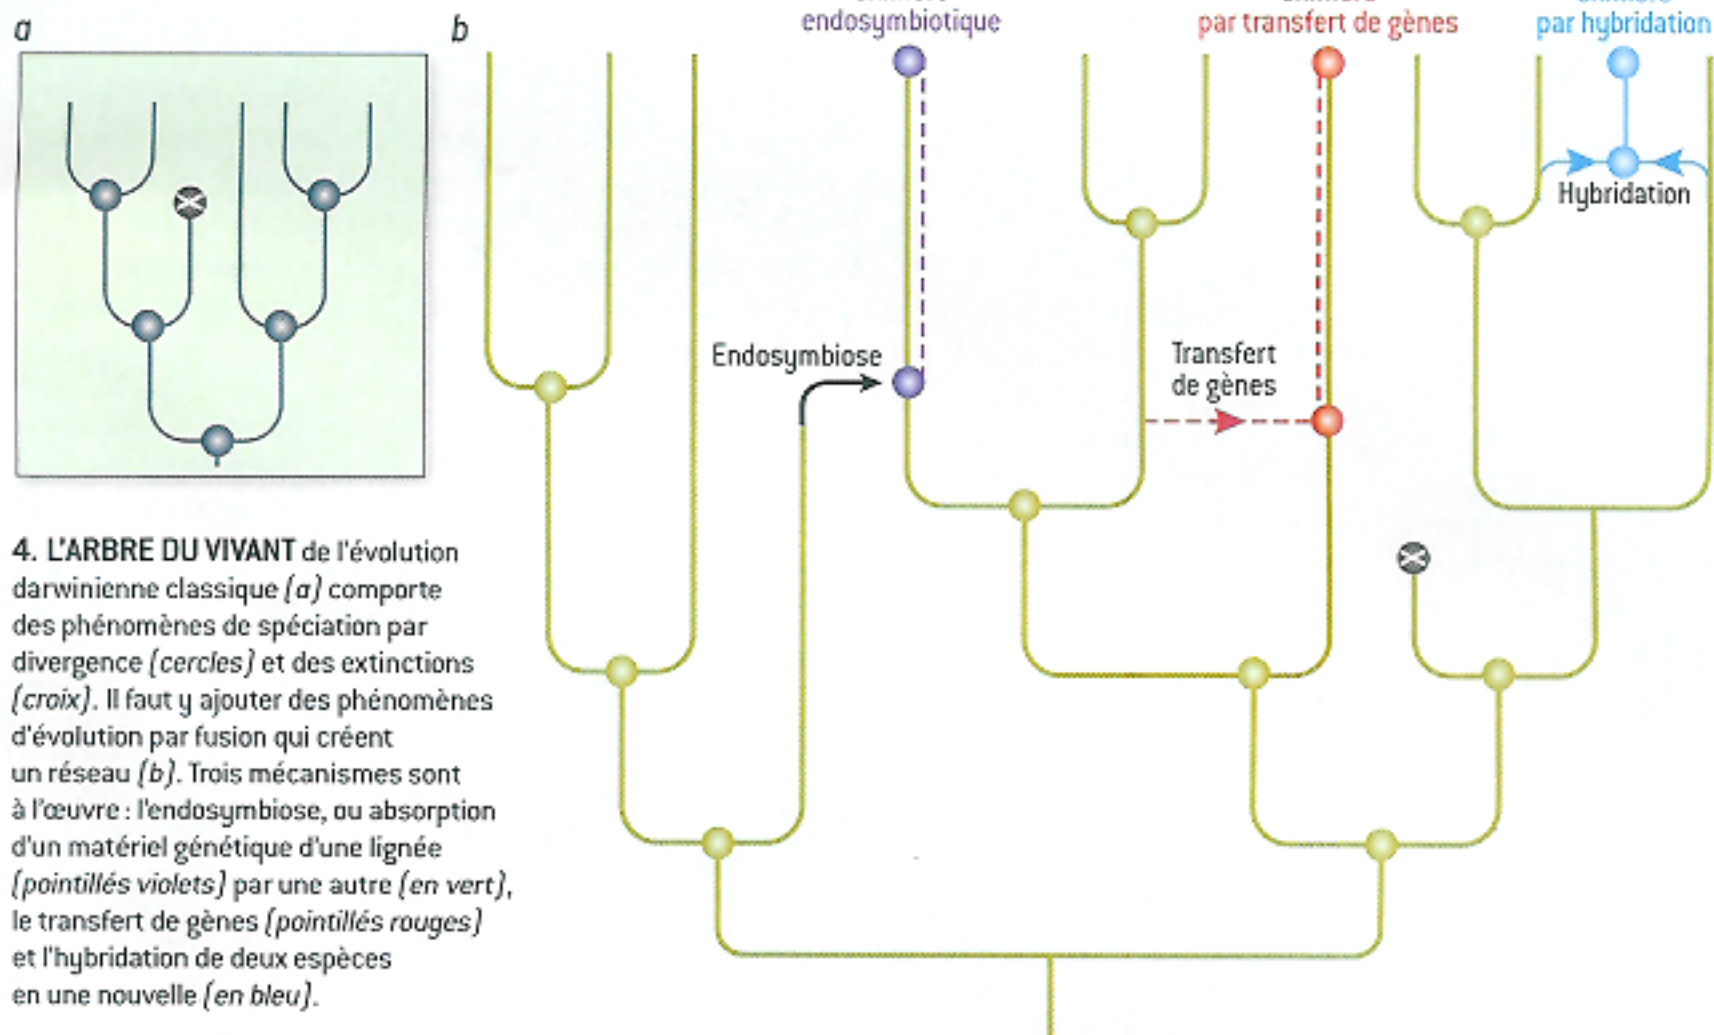 a
b
endosymbiotique
par transfert de gènes
par hybridation
Hybridation
Endosymbiose
Transfert
de gènes
4. L'ARBRE DU VIVANT de l'évolution
darwinienne classique (a) comporte
des phénomènes de spéciation par
divergence (cercles) et des extinctions
(croix). Il faut y ajouter des phénomènes
d'évolution par fusion qui créent
un réseau (b). Trois mécanismes sont
à l'œuvre : l'endosymbiose, ou absorption
d'un matériel génétique d'une lignée
(pointillés violets) par une autre (en vert),
le transfert de gènes (pointillés rouges)
et l'hybridation de deux espèces
en une nouvelle (en bleu).